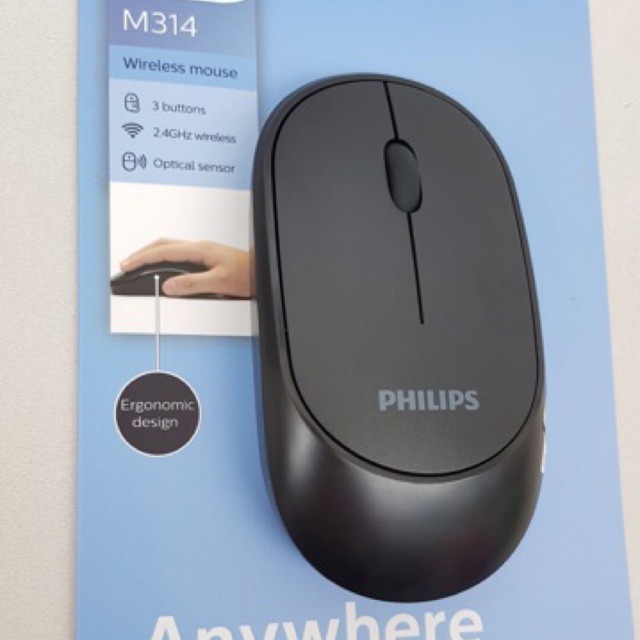 M314
Wireless mouse
3 buttons
2.4GHz wireless
Optical sensor
Ergonomic
design
PHILIPS
Anywhere